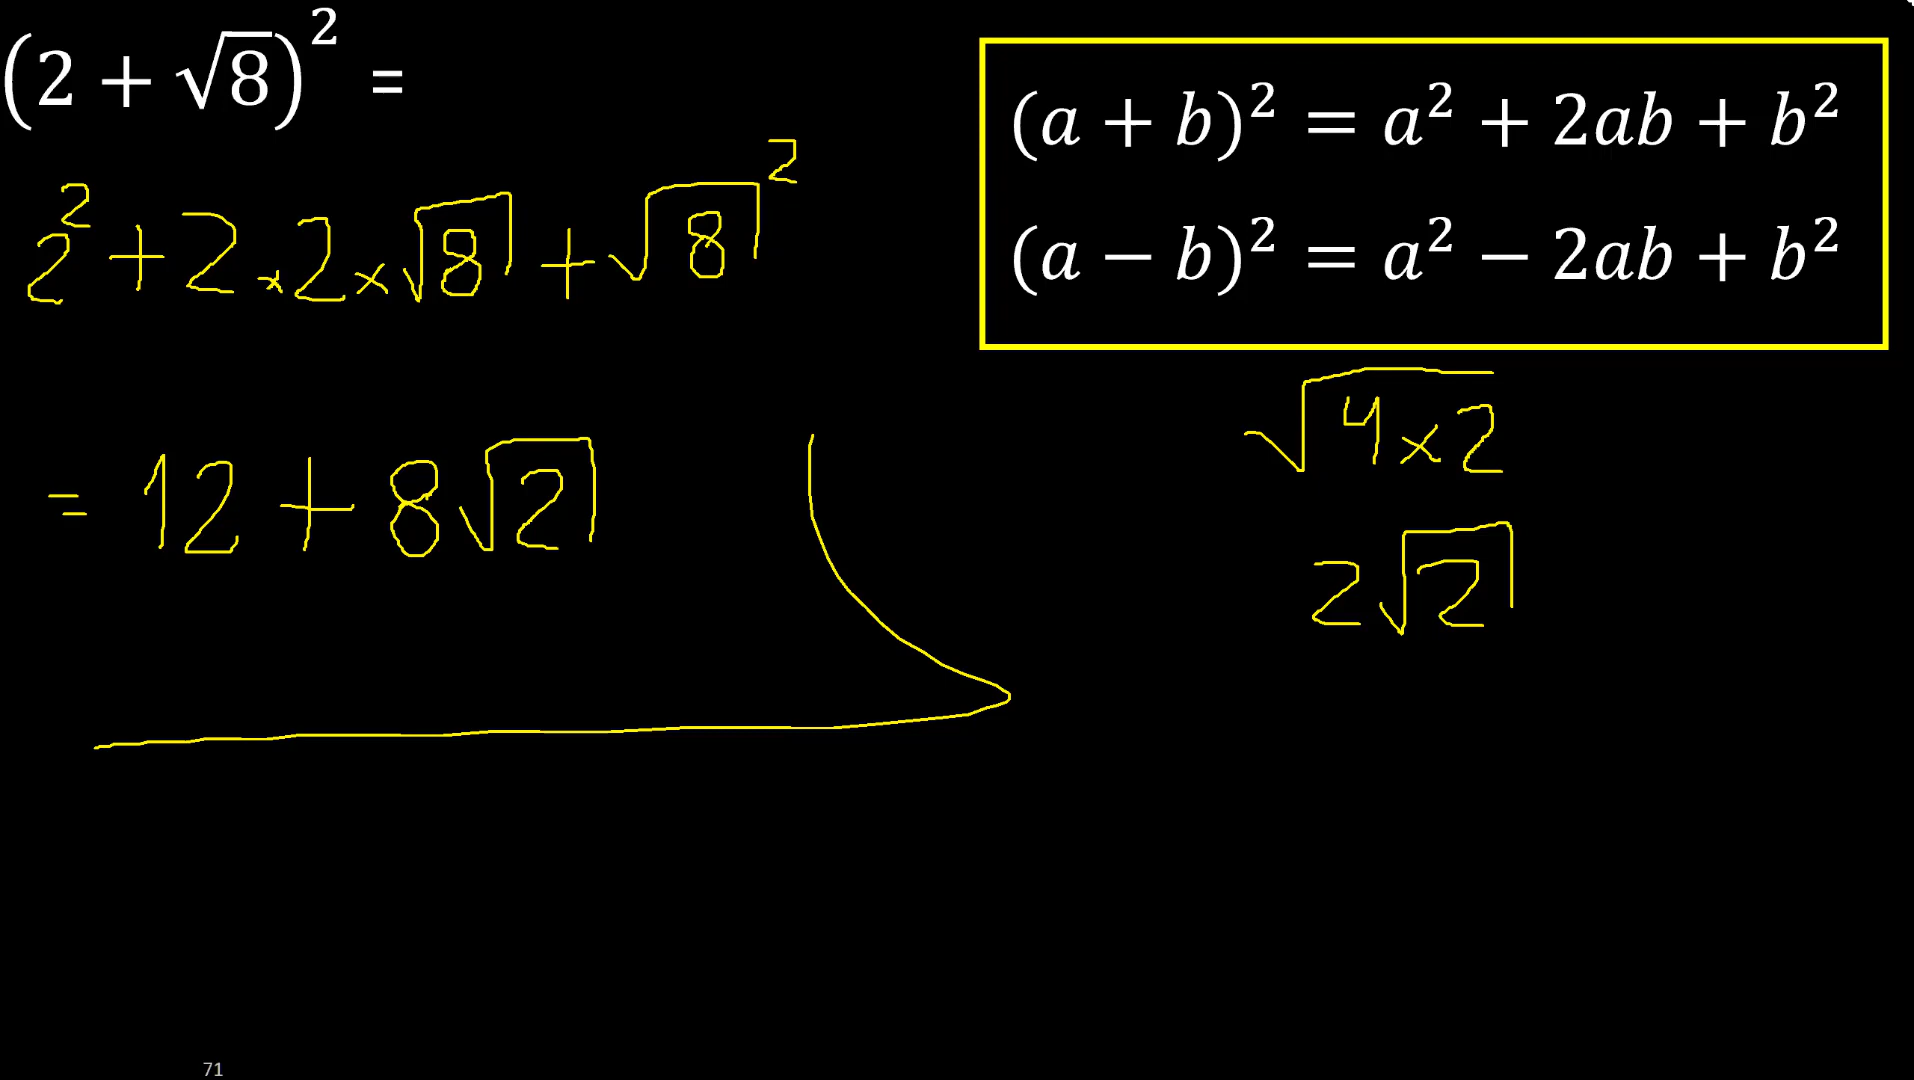 (2 + √8)² =
(a + b)² = a² + 2ab + b²
(a − b)² = a² − 2ab + b²
2² + 2 × 2 × √8 + √8²
= 12 + 8√2
√4×2
2√2
71